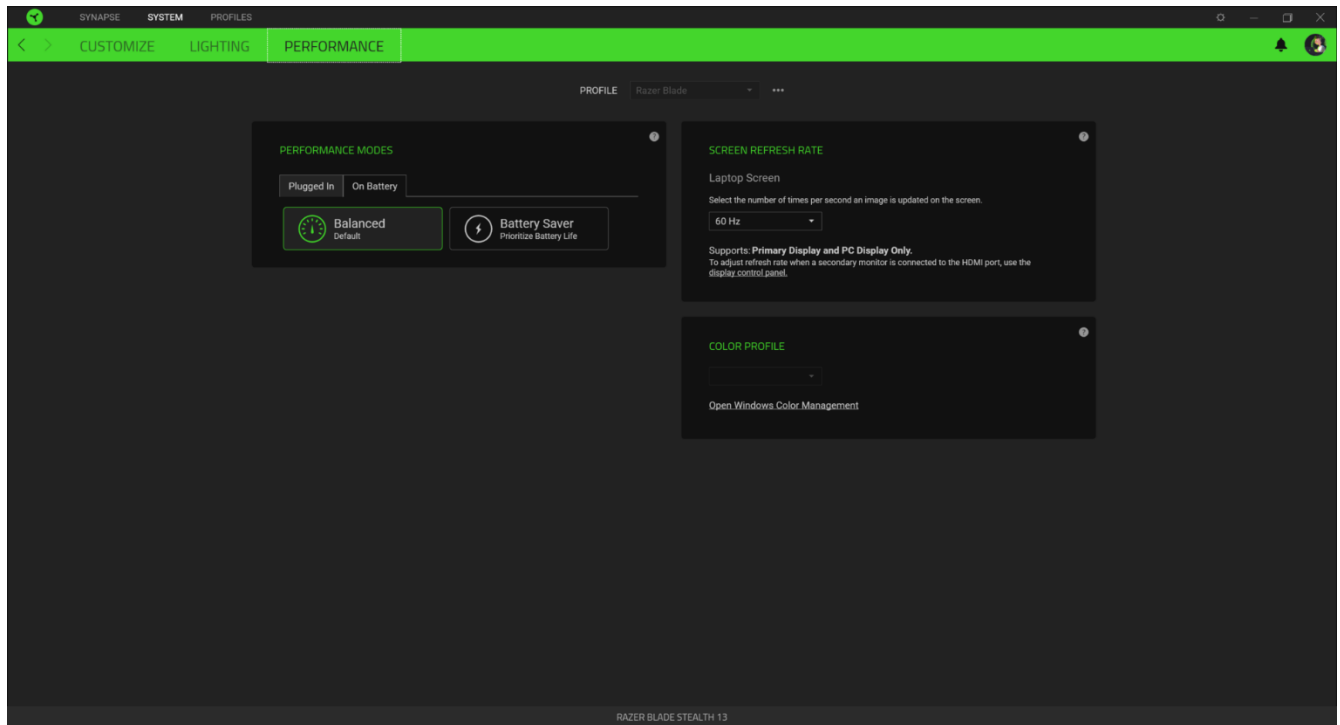 SYNAPSE SYSTEM PROFILES
CUSTOMIZE LIGHTING PERFORMANCE
PROFILE Razer Blade
PERFORMANCE MODES
Plugged In On Battery
Balanced
Default
Battery Saver
Prioritize Battery Life
SCREEN REFRESH RATE
Laptop Screen
Select the number of times per second an image is updated on the screen.
60 Hz
Supports: Primary Display and PC Display Only.
To adjust refresh rate when a secondary monitor is connected to the HDMI port, use the
display control panel.
COLOR PROFILE
Open Windows Color Management
RAZER BLADE STEALTH 13